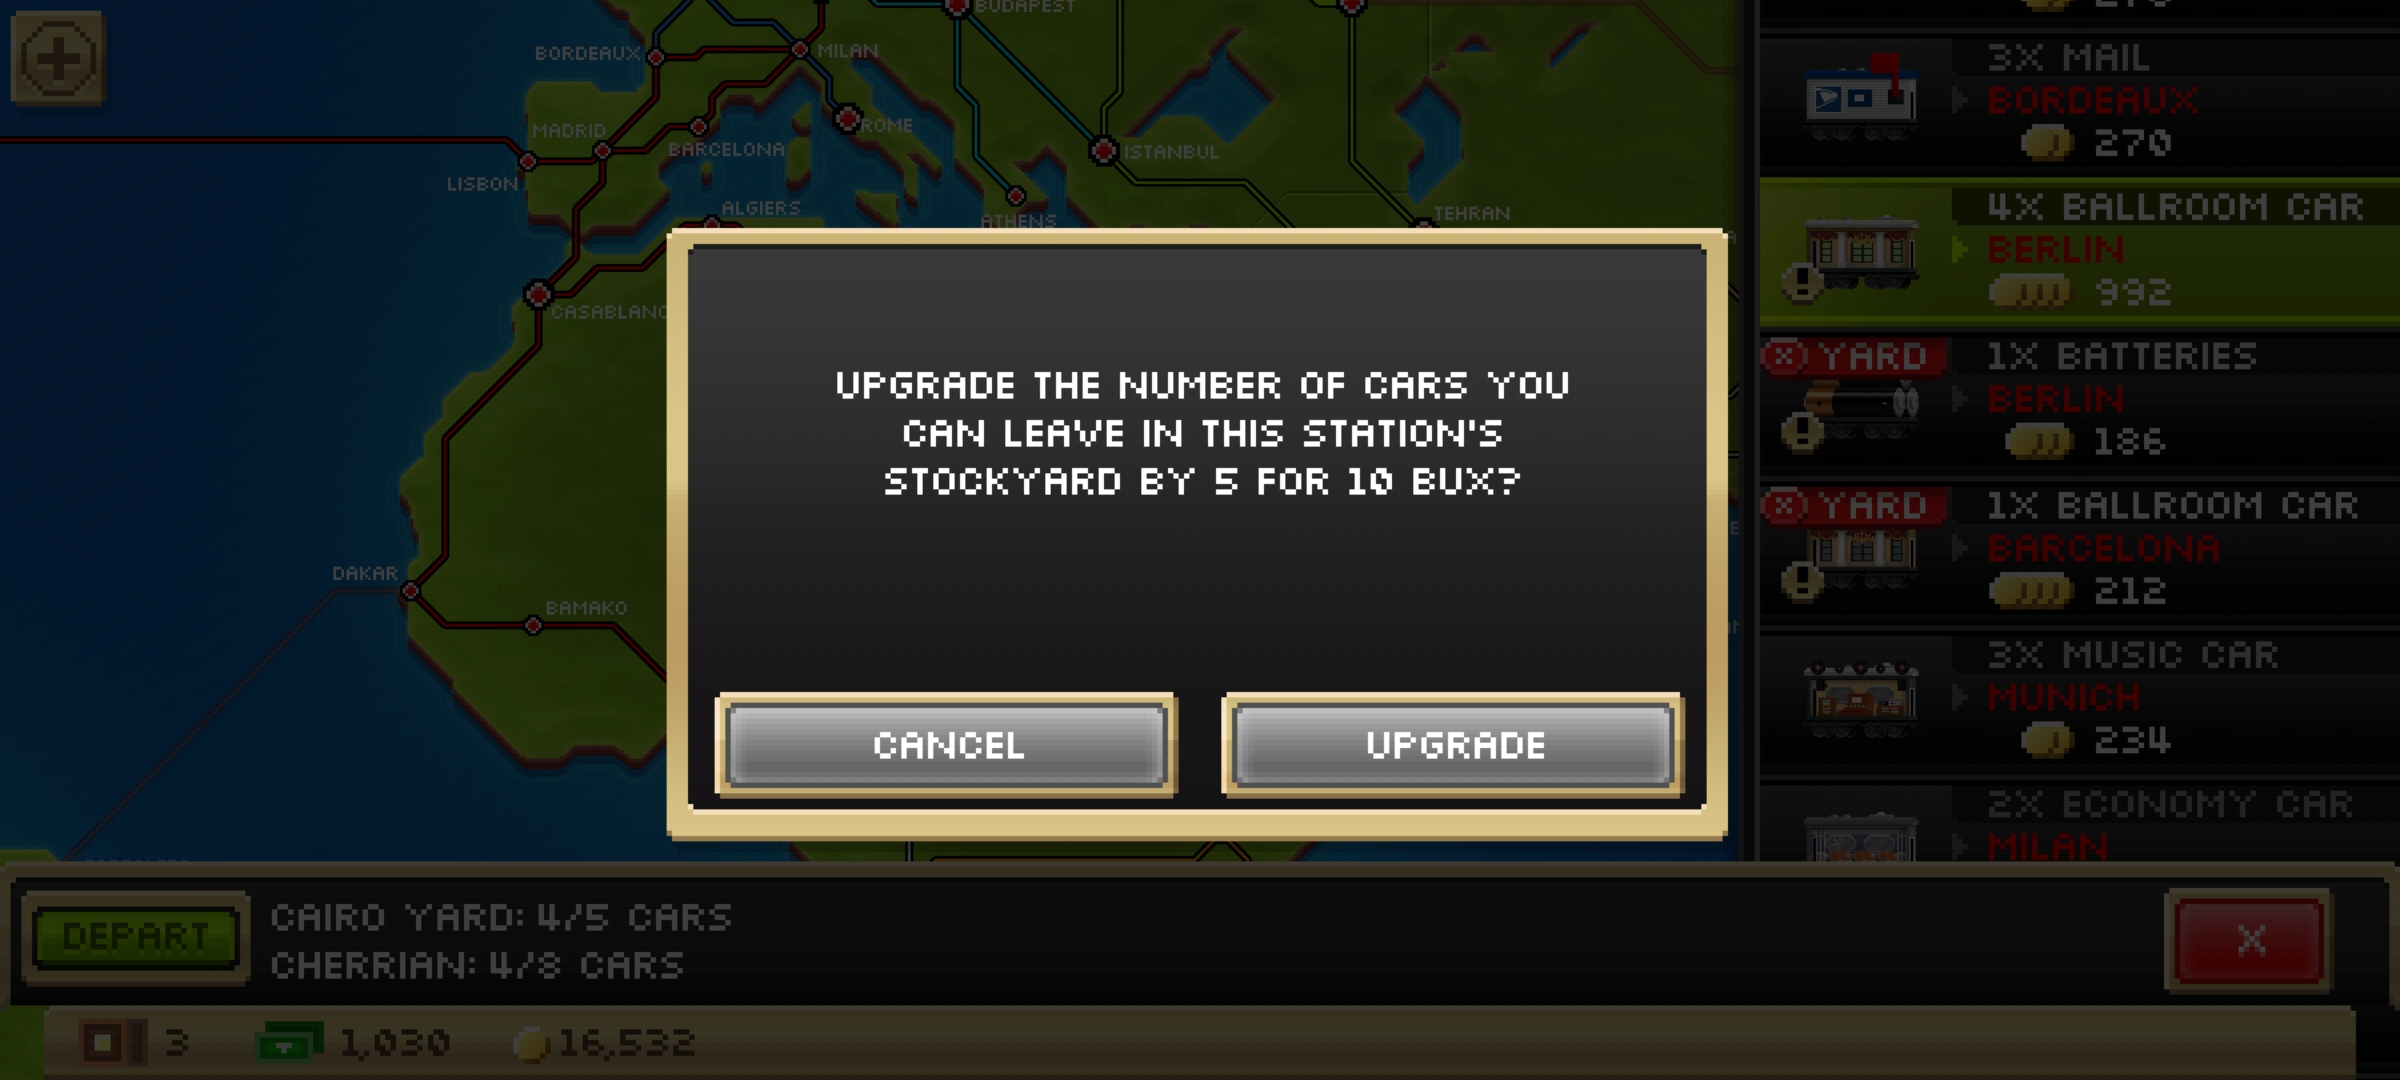 BUDAPEST
BORDEAUX
MILAN
MADRID
ROME
BARCELONA
ISTANBUL
LISBON
ALGIERS
ATHENS
TEHRAN
CASABLANC
DAKAR
BAMAKO
UPGRADE THE NUMBER OF CARS YOU
CAN LEAVE IN THIS STATION'S
STOCKYARD BY 5 FOR 10 BUX?
CANCEL
UPGRADE
3X MAIL
BORDEAUX
270
4X BALLROOM CAR
BERLIN
992
X YARD
1X BATTERIES
BERLIN
186
X YARD
1X BALLROOM CAR
BARCELONA
212
3X MUSIC CAR
MUNICH
234
2X ECONOMY CAR
MILAN
DEPART
CAIRO YARD: 4/5 CARS
CHERRIAN: 4/8 CARS
X
3
1,030
16,532